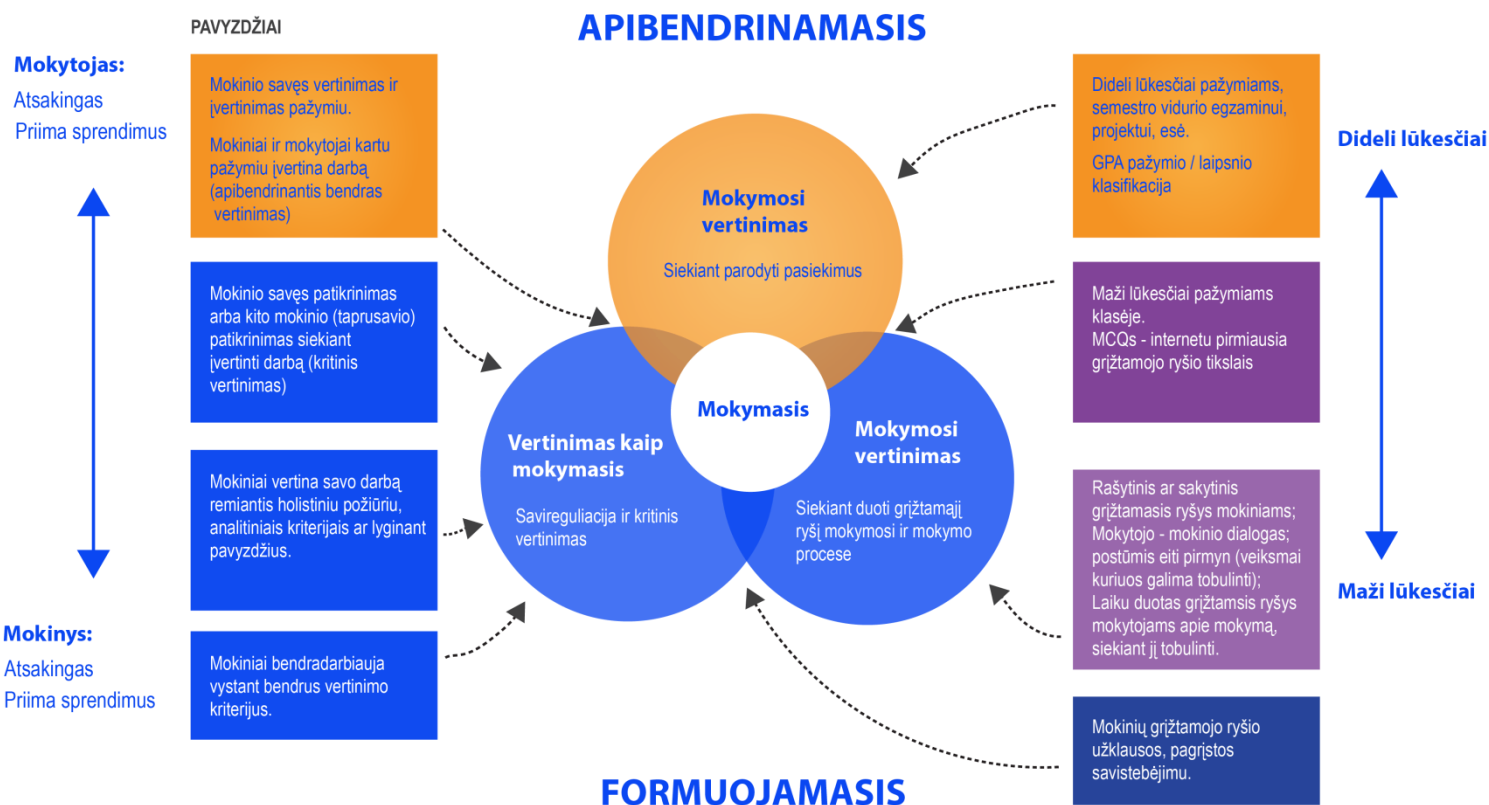 APIBENDRINAMASIS
PAVYZDŽIAI
Mokytojas:
Atsakingas
Priima sprendimus
Mokinys:
Atsakingas
Priima sprendimus
Mokinio savęs vertinimas ir
įvertinimas pažymiu.
Mokiniai ir mokytojai kartu
pažymiu įvertina darbą
(apibendrinantis bendras
vertinimas)
Mokinio savęs patikrinimas
arba kito mokinio (taprusavio)
patikrinimas siekiant
įvertinti darbą (kritinis
vertinimas)
Mokiniai vertina savo darbą
remiantis holistiniu požiūriu,
analitiniais kriterijais ar lyginant
pavyzdžius.
Mokiniai bendradarbiauja
vystant bendrus vertinimo
kriterijus.
Mokymosi
vertinimas
Siekiant parodyti pasiekimus
Mokymasis
Vertinimas kaip
mokymasis
Savireguliacija ir kritinis
vertinimas
Mokymosi
vertinimas
Siekiant duoti grįžtamąjį
ryšį mokymosi ir mokymo
procese
Dideli lūkesčiai pažymiams,
semestro vidurio egzaminui,
projektui, esė.
GPA pažymio / laipsnio
klasifikacija
Maži lūkesčiai pažymiams
klasėje.
MCQs - internetu pirmiausia
grįžtamojo ryšio tikslais
Rašytinis ar sakytinis
grįžtamasis ryšys mokiniams;
Mokytojo - mokinio dialogas;
postūmis eiti pirmyn (veiksmai
kuriuos galima tobulinti);
Laiku duotas grįžtamsis ryšys
mokytojams apie mokymą,
siekiant jį tobulinti.
Mokinių grįžtamojo ryšio
užklausos, pagrįstos
savistebėjimu.
Dideli lūkesčiai
Maži lūkesčiai
FORMUOJAMASIS